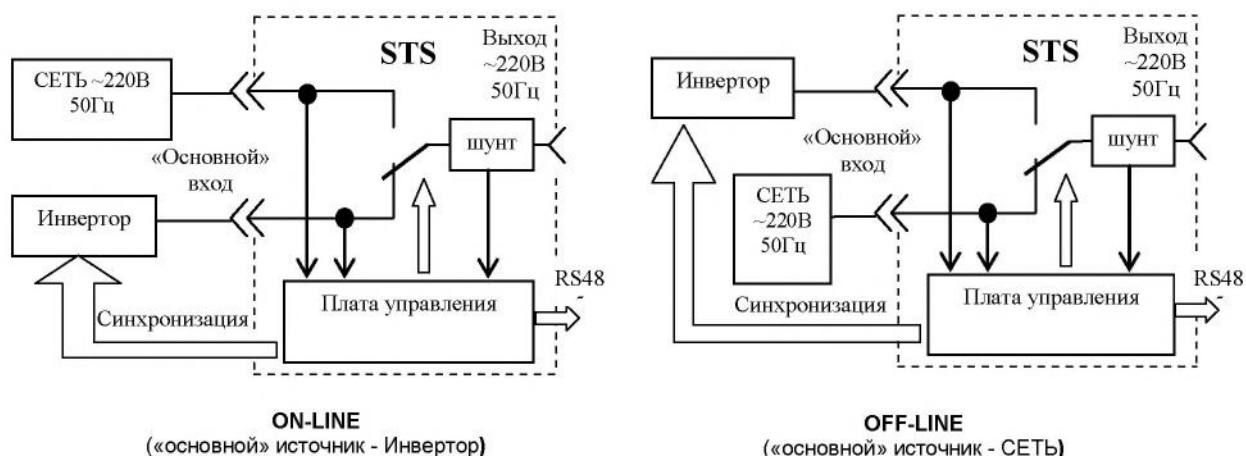 STS
Выход
~220В
50Гц
СЕТЬ ~220В
50Гц
шунт
«Основной»
вход
Инвертор
RS48
-
Плата управления
Синхронизация
ON-LINE
(«основной» источник - Инвертор)
STS
Выход
~220В
50Гц
Инвертор
шунт
«Основной»
вход
СЕТЬ
~220В
50Гц
RS48
-
Плата управления
Синхронизация
OFF-LINE
(«основной» источник - СЕТЬ)